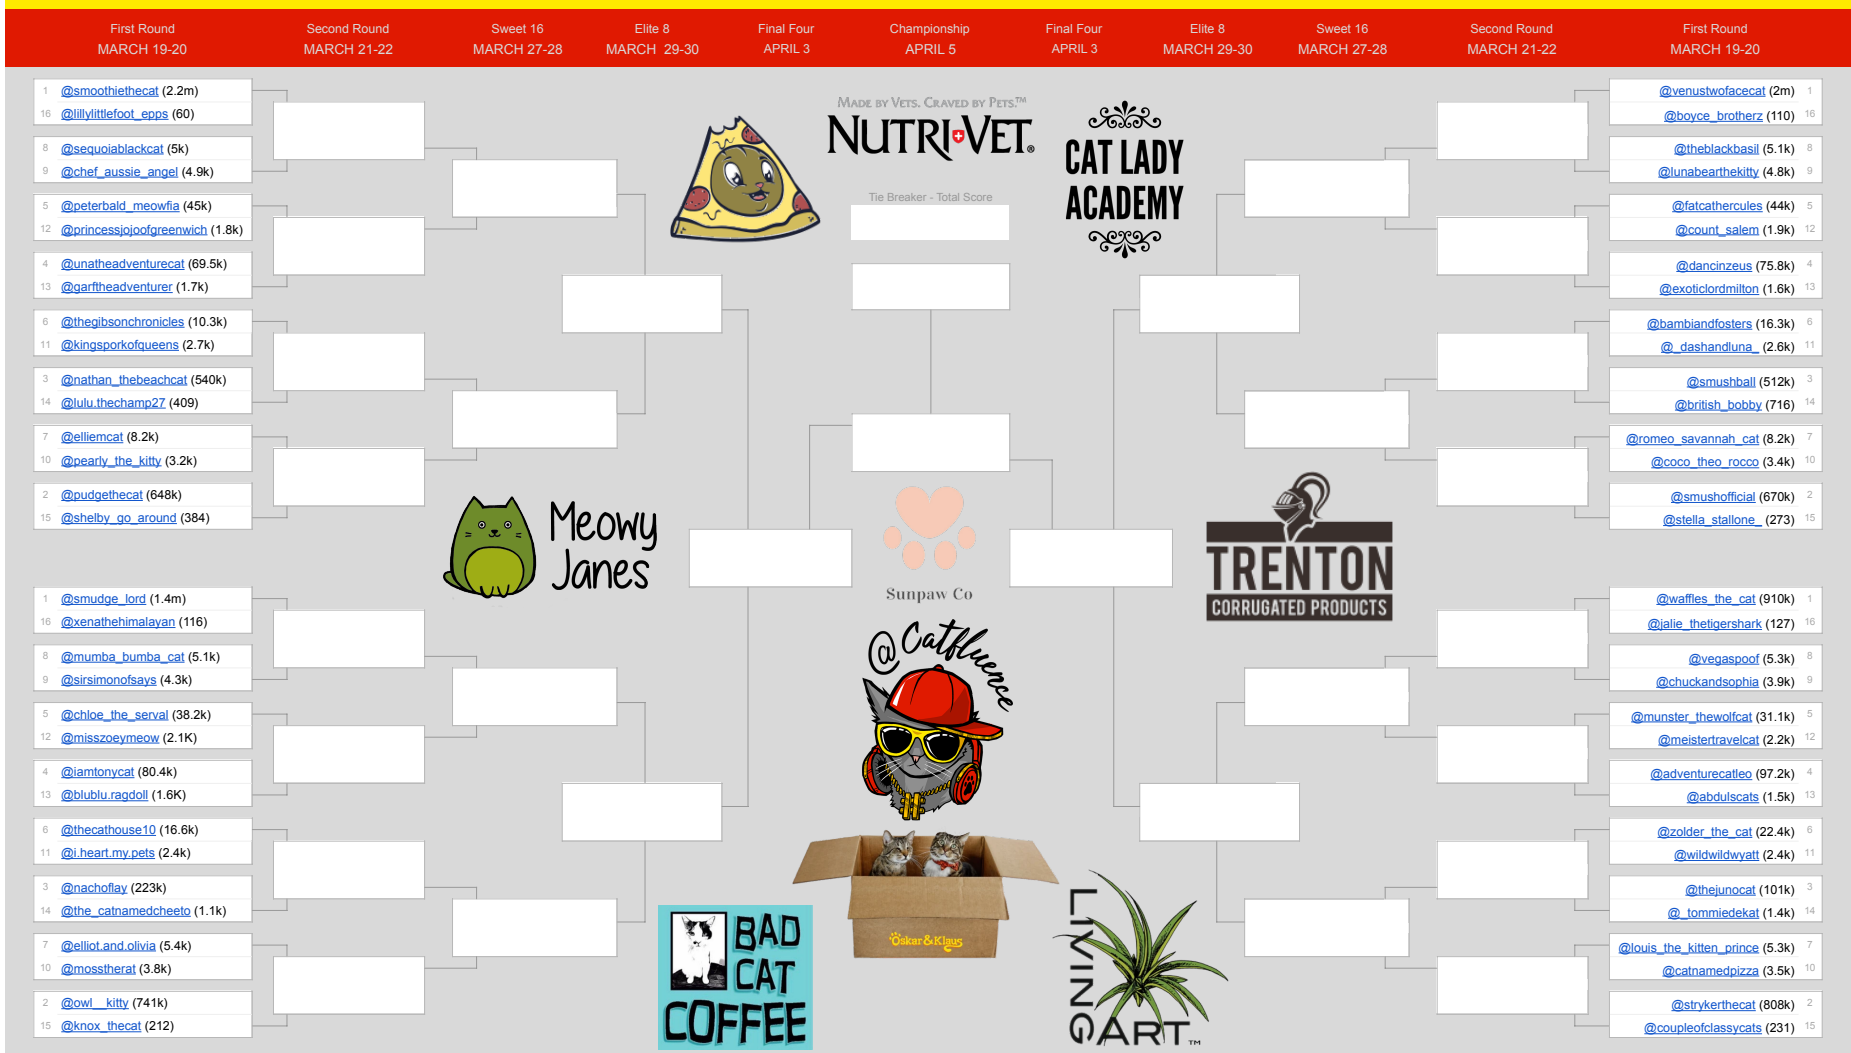 First Round
MARCH 19-20
Second Round
MARCH 21-22
Sweet 16
MARCH 27-28
Elite 8
MARCH 29-30
Final Four
APRIL 3
Championship
APRIL 5
Final Four
APRIL 3
Elite 8
MARCH 29-30
Sweet 16
MARCH 27-28
Second Round
MARCH 21-22
First Round
MARCH 19-20
1 @smoothiethecat (2.2m)
16 @lillylittlefoot_epps (60)
8 @sequoiablackcat (5k)
9 @chef_aussie_angel (4.9k)
5 @peterbald_meowfia (45k)
12 @princessjojoofgreenwich (1.8k)
4 @unatheadventurecat (69.5k)
13 @garftheadventurer (1.7k)
6 @thegibsonchronicles (10.3k)
11 @kingsporkofqueens (2.7k)
3 @nathan_thebeachcat (540k)
14 @lulu.thechamp27 (409)
7 @elliemcat (8.2k)
10 @pearly_the_kitty (3.2k)
2 @pudgethecat (648k)
15 @shelby_go_around (384)
1 @smudge_lord (1.4m)
16 @xenathehimalayan (116)
8 @mumba_bumba_cat (5.1k)
9 @sirsimonofsays (4.3k)
5 @chloe_the_serval (38.2k)
12 @misszoeymeow (2.1K)
4 @iamtonycat (80.4k)
13 @blublu.ragdoll (1.6K)
6 @thecathouse10 (16.6k)
11 @i.heart.my.pets (2.4k)
3 @nachoflay (223k)
14 @the_catnamedcheeto (1.1k)
7 @elliot.and.olivia (5.4k)
10 @mosstherat (3.8k)
2 @owl__kitty (741k)
15 @knox_thecat (212)
MADE BY VETS. CRAVED BY PETS.™
NUTRI-VET®
CAT LADY
ACADEMY
Tie Breaker - Total Score
Meowy
Janes
Sunpaw Co
TRENTON
CORRUGATED PRODUCTS
@Catfluence
Oskar&Klaus
BAD
CAT
COFFEE
LIVING
ART™
@venustwofacecat (2m) 1
@boyce_brotherz (110) 16
@theblackbasil (5.1k) 8
@lunabearthekitty (4.8k) 9
@fatcathercules (44k) 5
@count_salem (1.9k) 12
@dancinzeus (75.8k) 4
@exoticlordmilton (1.6k) 13
@bambiandfosters (16.3k) 6
@_dashandluna_ (2.6k) 11
@smushball (512k) 3
@british_bobby (716) 14
@romeo_savannah_cat (8.2k) 7
@coco_theo_rocco (3.4k) 10
@smushofficial (670k) 2
@stella_stallone_ (273) 15
@waffles_the_cat (910k) 1
@jalie_thetigershark (127) 16
@vegaspoof (5.3k) 8
@chuckandsophia (3.9k) 9
@munster_thewolfcat (31.1k) 5
@meistertravelcat (2.2k) 12
@adventurecatleo (97.2k) 4
@abdulscats (1.5k) 13
@zolder_the_cat (22.4k) 6
@wildwildwyatt (2.4k) 11
@thejunocat (101k) 3
@_tommiedekat (1.4k) 14
@louis_the_kitten_prince (5.3k) 7
@catnamedpizza (3.5k) 10
@strykerthecat (808k) 2
@coupleofclassycats (231) 15